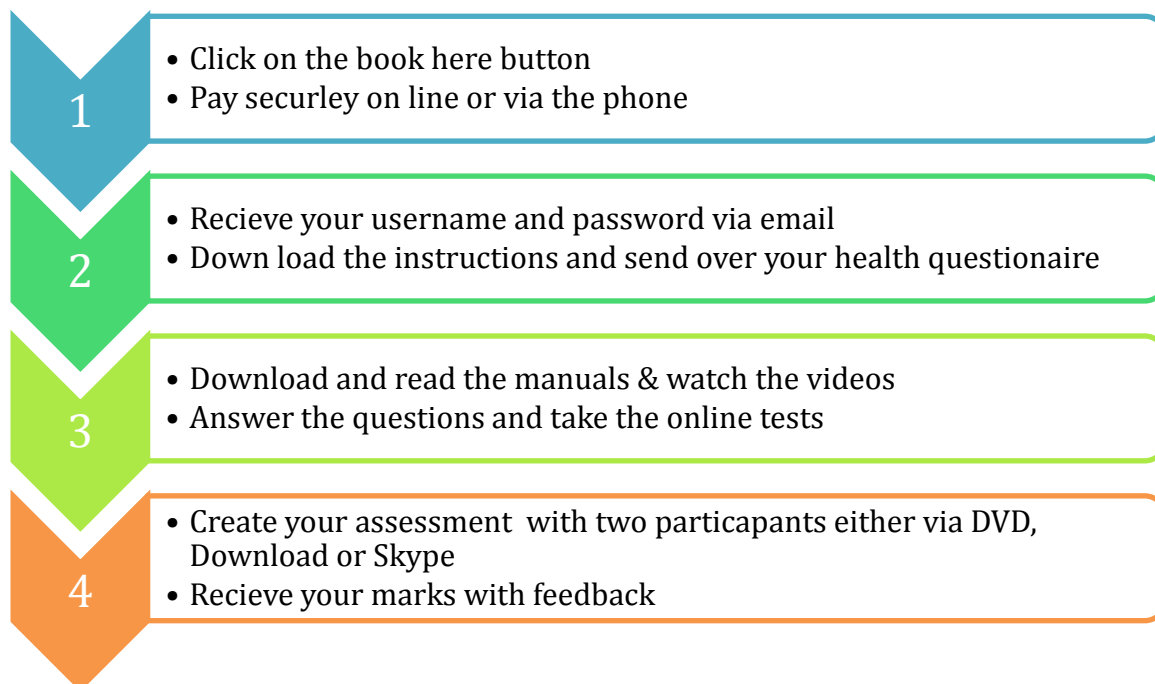 1
• Click on the book here button
• Pay securley on line or via the phone
2
• Recieve your username and password via email
• Down load the instructions and send over your health questionaire
3
• Download and read the manuals & watch the videos
• Answer the questions and take the online tests
4
• Create your assessment  with two particapants either via DVD,
Download or Skype
• Recieve your marks with feedback